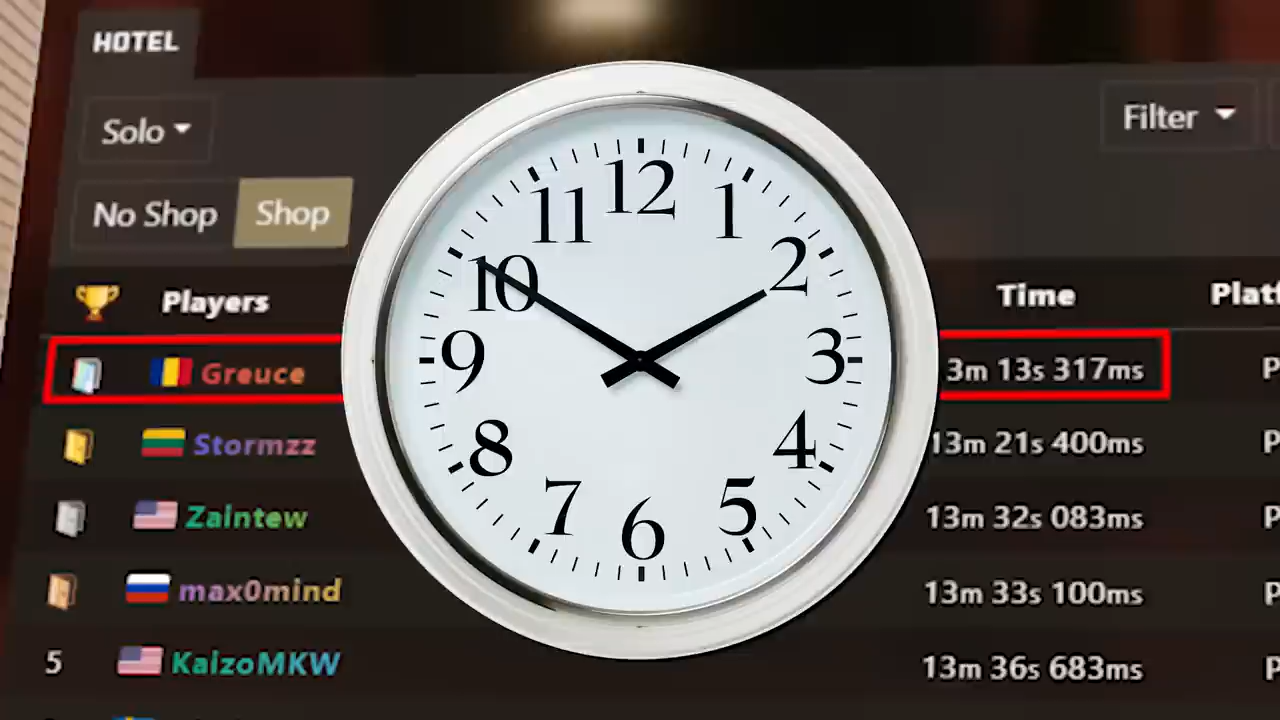 HOTEL
Solo
Filter
No Shop Shop
Players Time
Greuce 3m 13s 317ms
Stormzz 13m 21s 400ms
Zaintew 13m 32s 083ms
max0mind 13m 33s 100ms
5 KaizoMKW 13m 36s 683ms
12
1
2
3
4
5
6
7
8
9
10
11